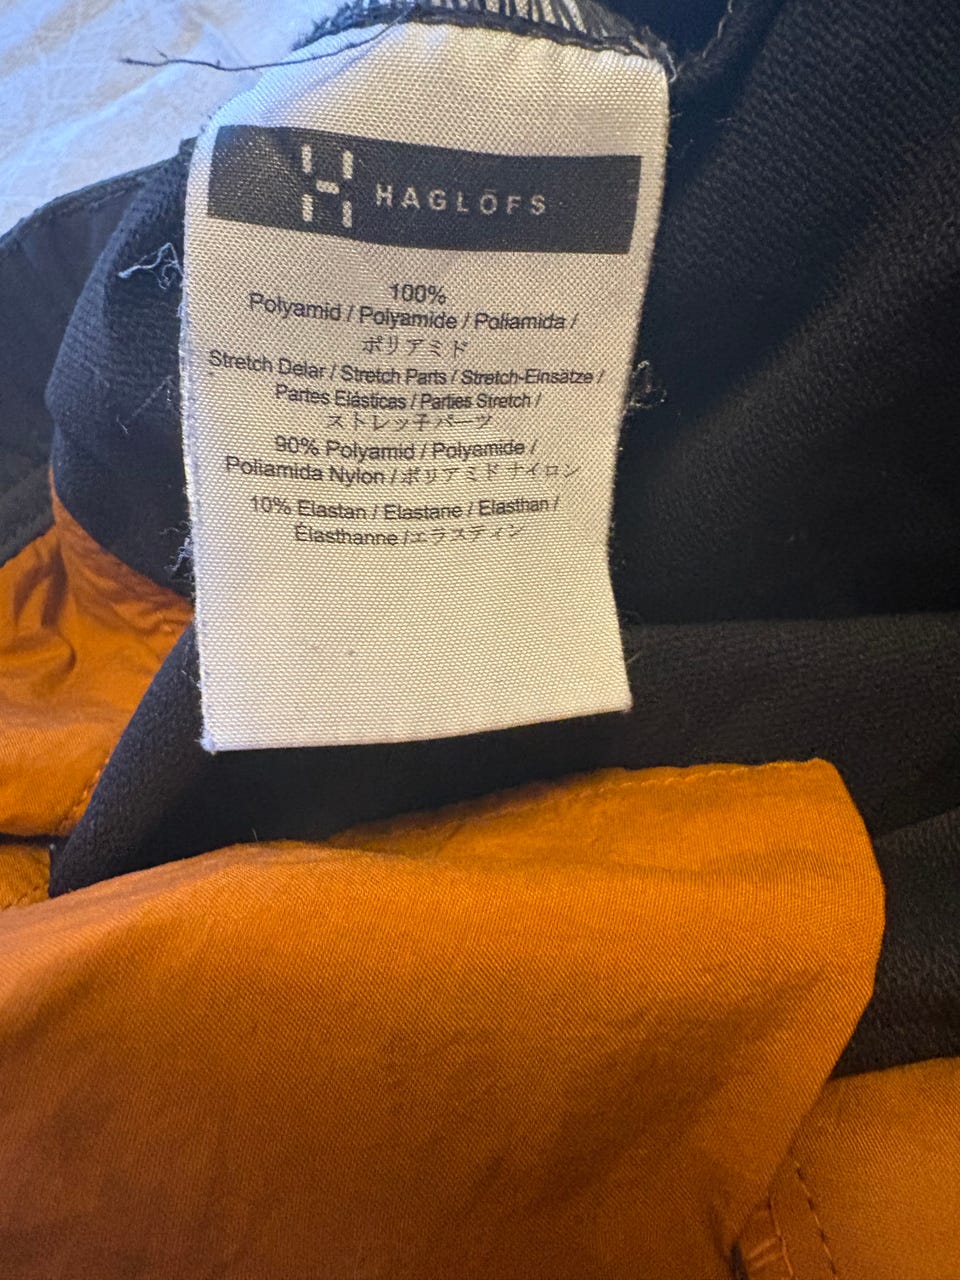 HAGLÖFS
100%
Polyamid / Polyamide / Poliamida /
ポリアミド
Stretch Delar / Stretch Parts / Stretch-Einsätze /
Partes Elásticas / Parties Stretch /
ストレッチパーツ
90% Polyamid / Polyamide /
Poliamida Nylon / ポリアミド ナイロン
10% Elastan / Elastane / Elasthan /
Élasthanne / エラスティン